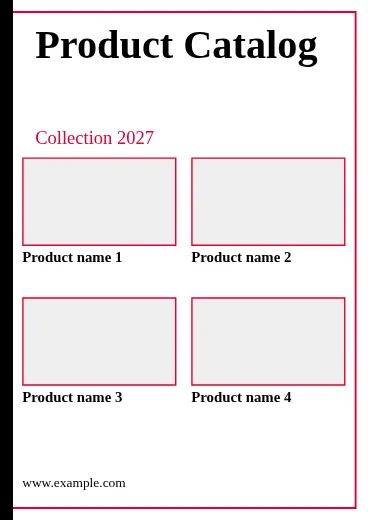 Product Catalog
Collection 2027
Product name 1
Product name 2
Product name 3
Product name 4
www.example.com